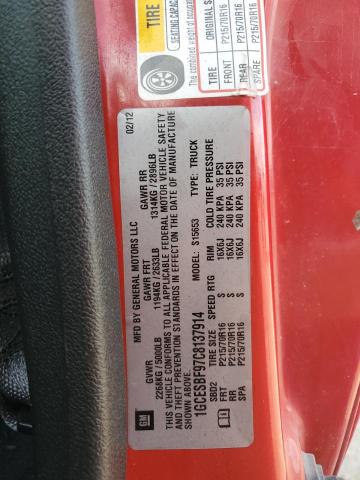 TIRE
SEATING CAPACITY
TIRE ORIGINAL S
FRONT P215/70R16
REAR P215/70R16
SPARE P215/70R16
GM
MFD BY GENERAL MOTORS LLC 02/12
GVWR GAWR FRT GAWR RR
2268KG / 5000LB 1194KG / 2633LB 1314KG / 2896LB
THIS VEHICLE CONFORMS TO ALL APPLICABLE FEDERAL MOTOR VEHICLE SAFETY
AND THEFT PREVENTION STANDARDS IN EFFECT ON THE DATE OF MANUFACTURE
SHOWN ABOVE.
1GCESBF97C8137914 MODEL: S15653 TYPE: TRUCK
SBD2 TIRE SIZE SPEED RTG RIM COLD TIRE PRESSURE
FRT P215/70R16 S 16X6J 240 KPA 35 PSI
RR P215/70R16 S 16X6J 240 KPA 35 PSI
SPA P215/70R16 S 16X6J 240 KPA 35 PSI